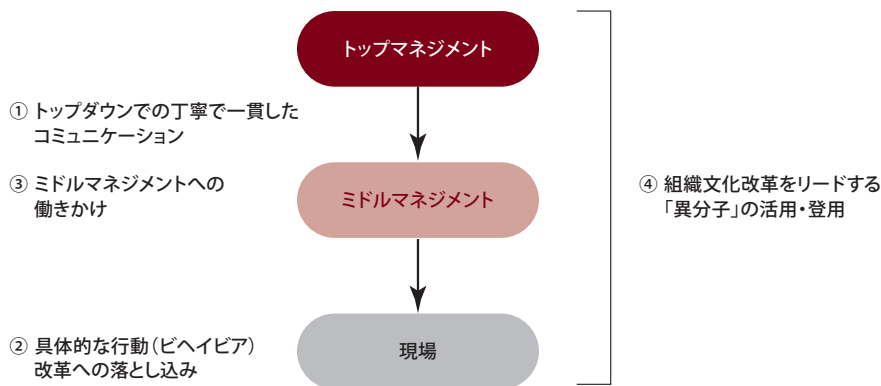 トップマネジメント
① トップダウンでの丁寧で一貫した
コミュニケーション
③ ミドルマネジメントへの
働きかけ
ミドルマネジメント
④ 組織文化改革をリードする
「異分子」の活用・登用
② 具体的な行動（ビヘイビア）
改革への落とし込み
現場